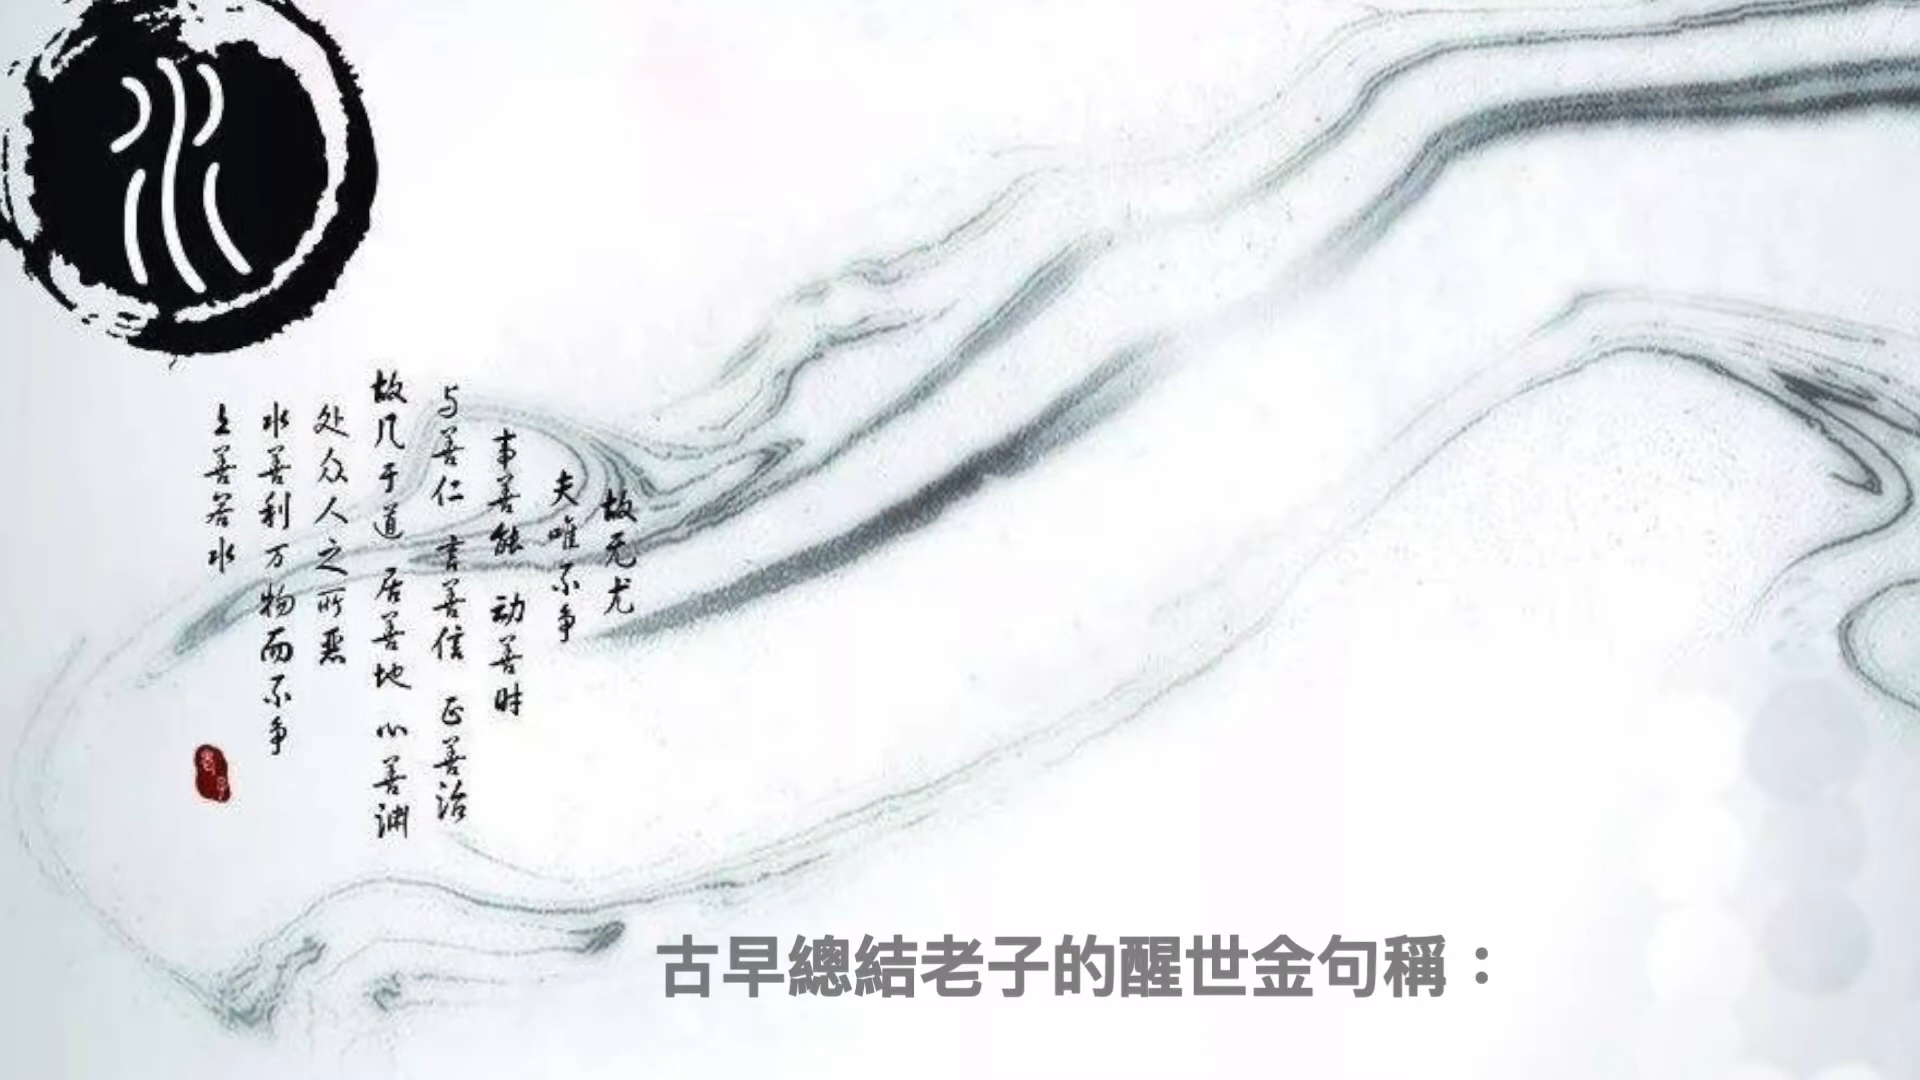 水
上善若水
水善利万物而不争
处众人之所恶
故几于道 居善地 心善渊
与善仁 言善信 正善治
事善能 动善时
夫唯不争
故无尤
古早總結老子的醒世金句稱：